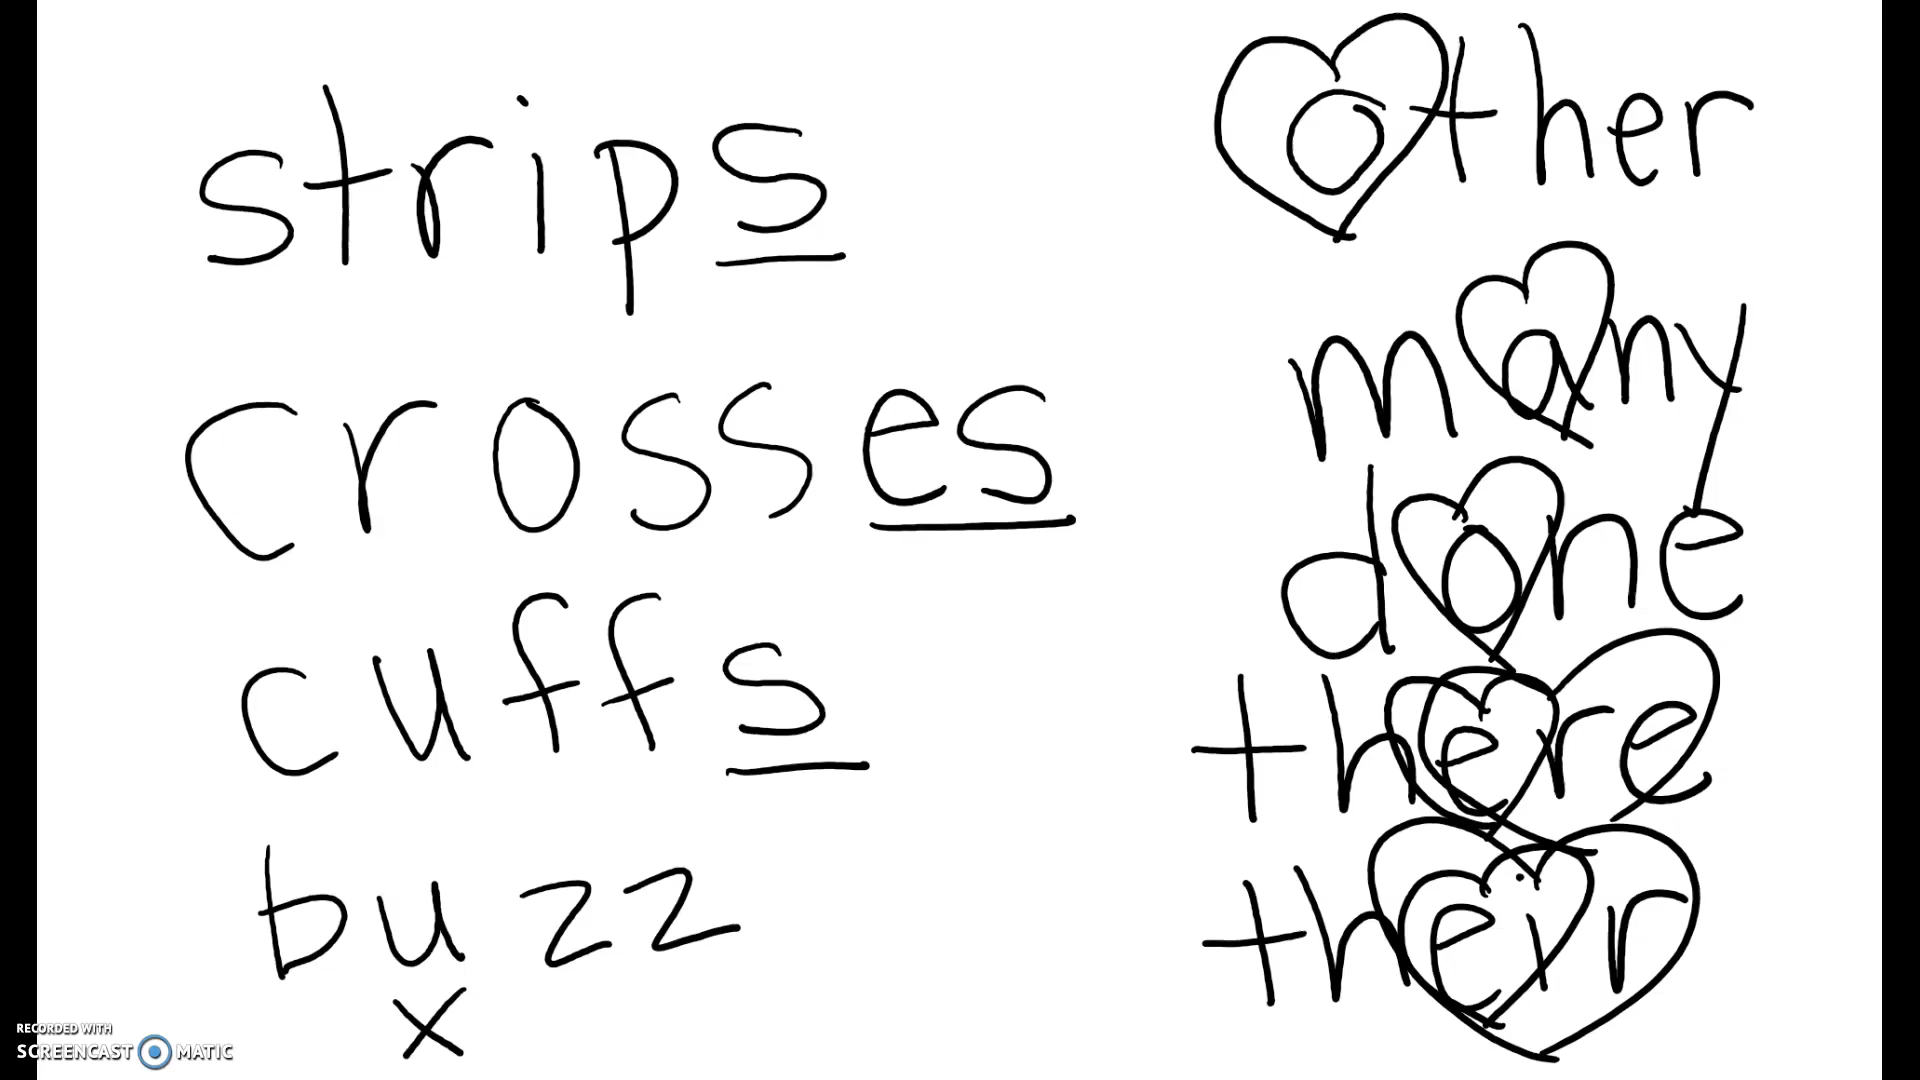 strips
crosses
cuffs
buzz
x
other
many
done
there
their
RECORDED WITH
SCREENCAST MATIC